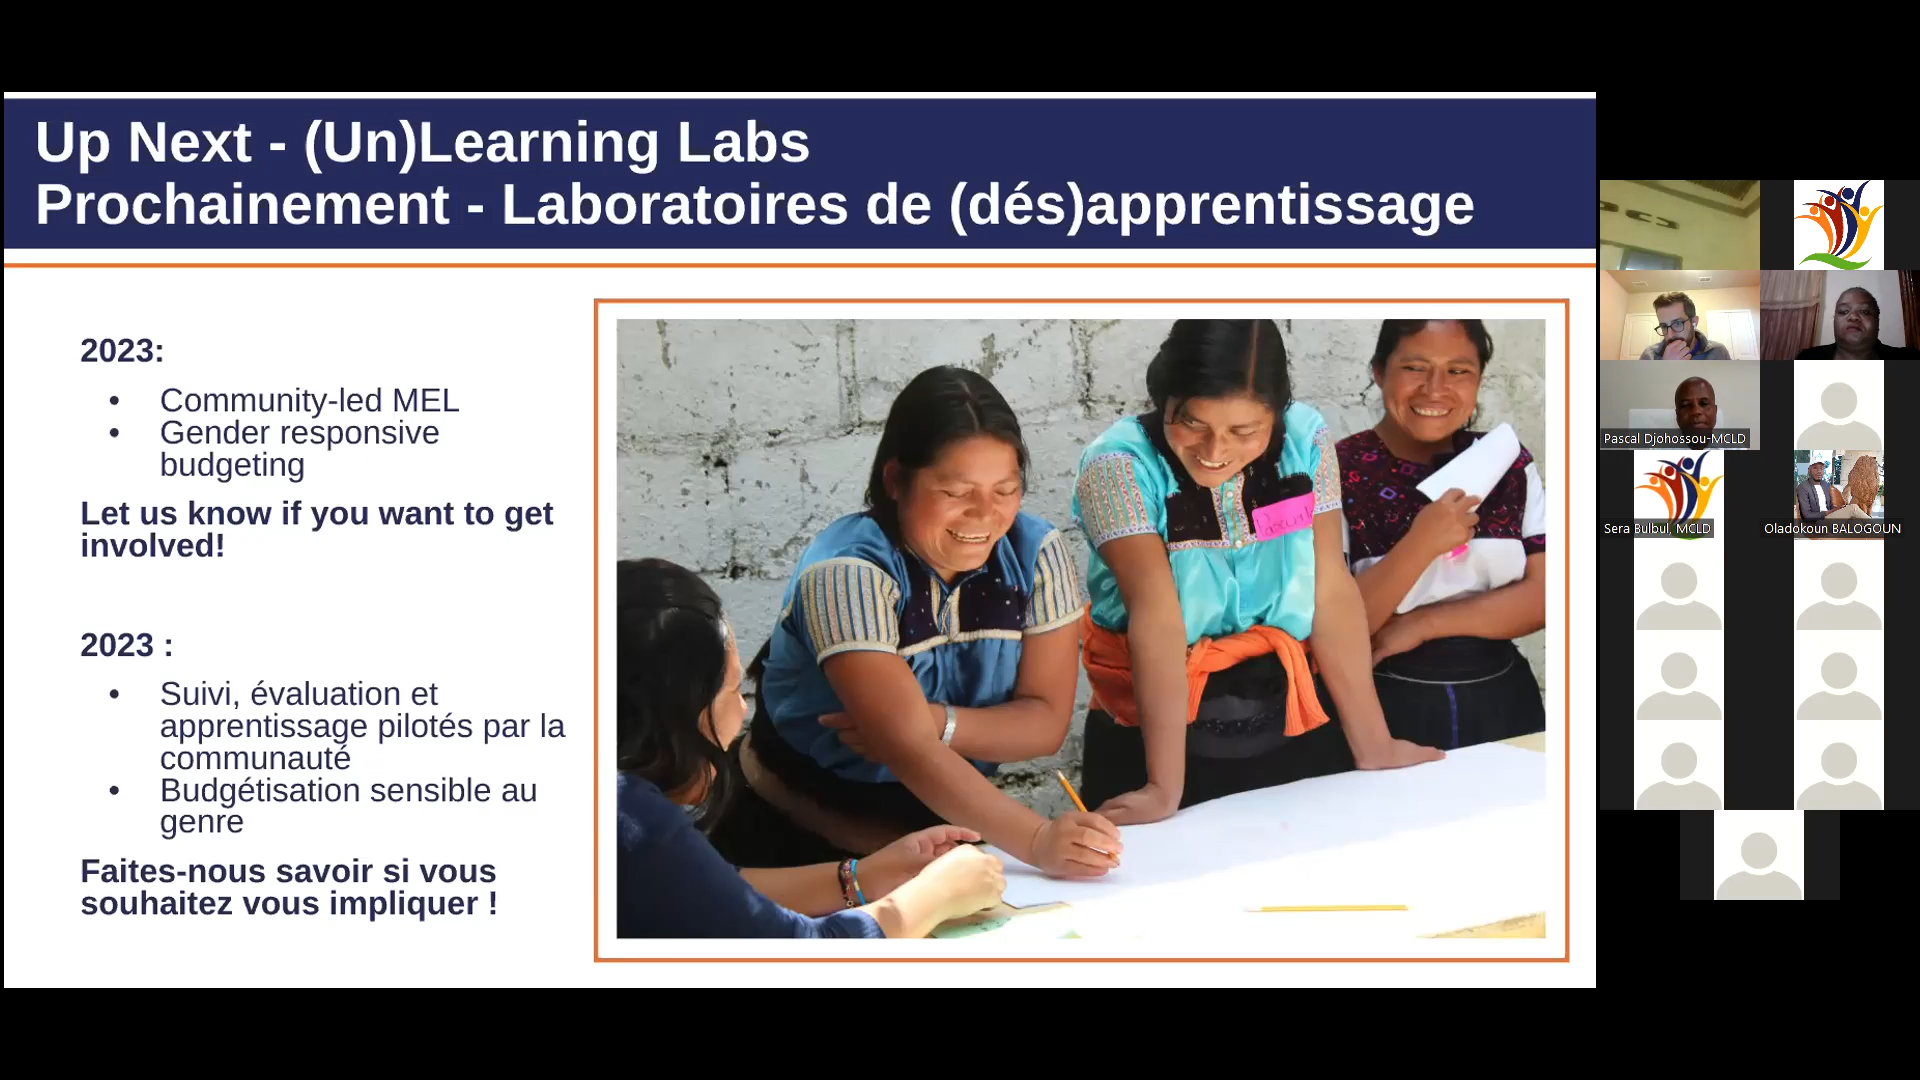 Up Next - (Un)Learning Labs
Prochainement - Laboratoires de (dés)apprentissage
2023:
• Community-led MEL
• Gender responsive
budgeting
Let us know if you want to get
involved!
2023 :
• Suivi, évaluation et
apprentissage pilotés par la
communauté
• Budgétisation sensible au
genre
Faites-nous savoir si vous
souhaitez vous impliquer !
Pascal Djohossou-MCLD
Sera Bulbul, MCLD
Oladokoun BALOGOUN